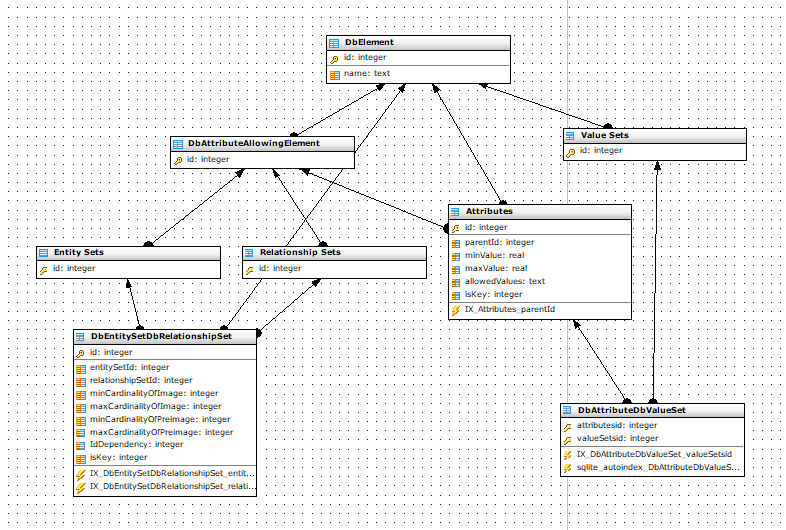 DbElement
id: integer
name: text
DbAttributeAllowingElement
id: integer
Value Sets
id: integer
Attributes
id: integer
parentId: integer
minValue: real
maxValue: real
allowedValues: text
isKey: integer
IX_Attributes_parentId
Entity Sets
id: integer
Relationship Sets
id: integer
DbEntitySetDbRelationshipSet
id: integer
entitySetId: integer
relationshipSetId: integer
minCardinalityOfImage: integer
maxCardinalityOfImage: integer
minCardinalityOfPreimage: integer
maxCardinalityOfPreimage: integer
IdDependency: integer
isKey: integer
IX_DbEntitySetDbRelationshipSet_entit...
IX_DbEntitySetDbRelationshipSet_relati...
DbAttributeDbValueSet
attributesid: integer
valueSetsid: integer
IX_DbAttributeDbValueSet_valueSetsid
sqlite_autoindex_DbAttributeDbValueS...